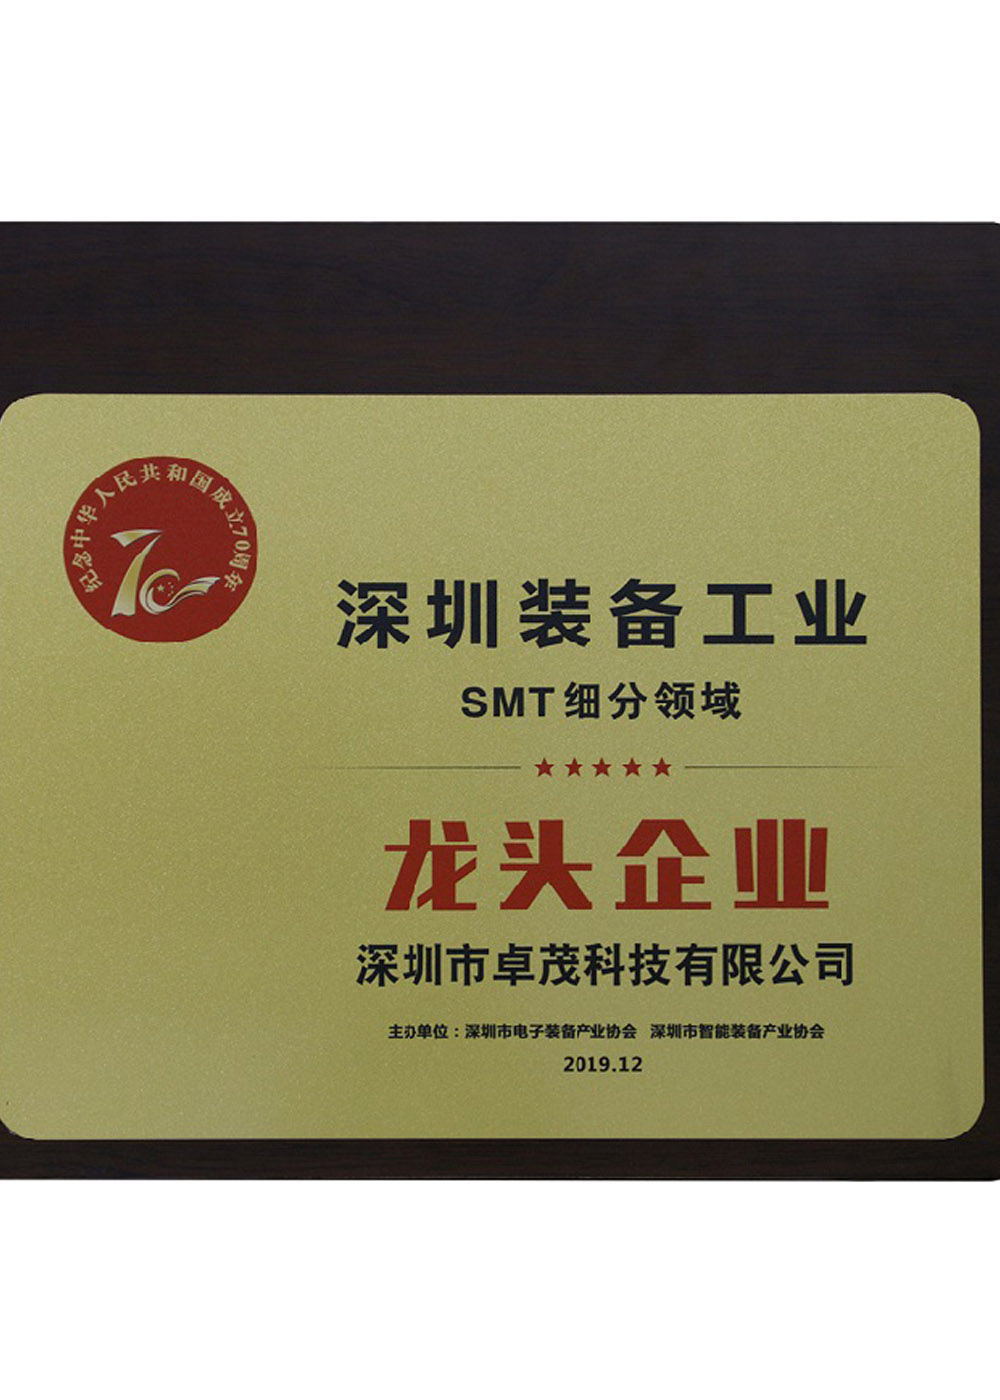 纪念中华人民共和国成立70周年
70
深圳装备工业
SMT细分领域
龙头企业
深圳市卓茂科技有限公司
主办单位：深圳市电子装备产业协会 深圳市智能装备产业协会
2019.12